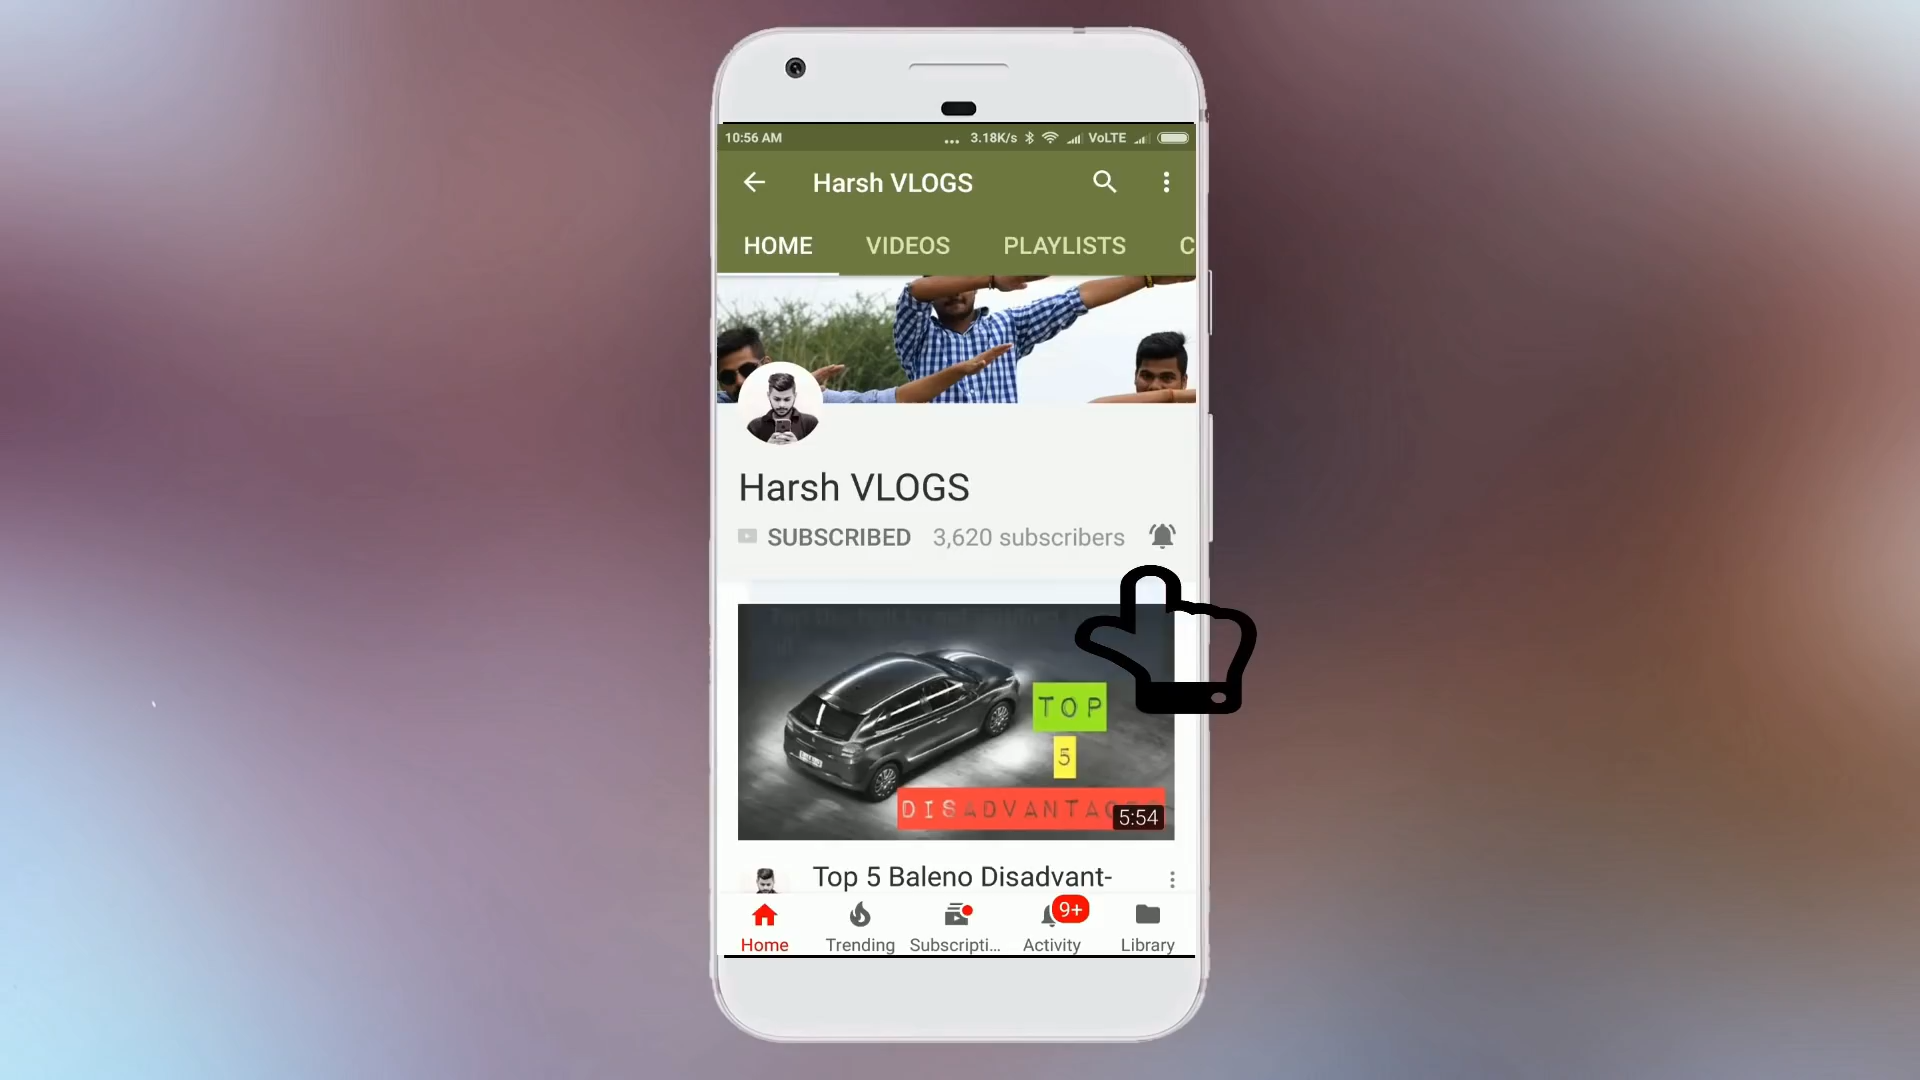 10:56 AM
... 3.18K/s VoLTE
Harsh VLOGS
HOME VIDEOS PLAYLISTS C
Harsh VLOGS
SUBSCRIBED 3,620 subscribers
TOP
5
DISADVANTAG
5:54
Top 5 Baleno Disadvant-
9+
Home Trending Subscripti... Activity Library